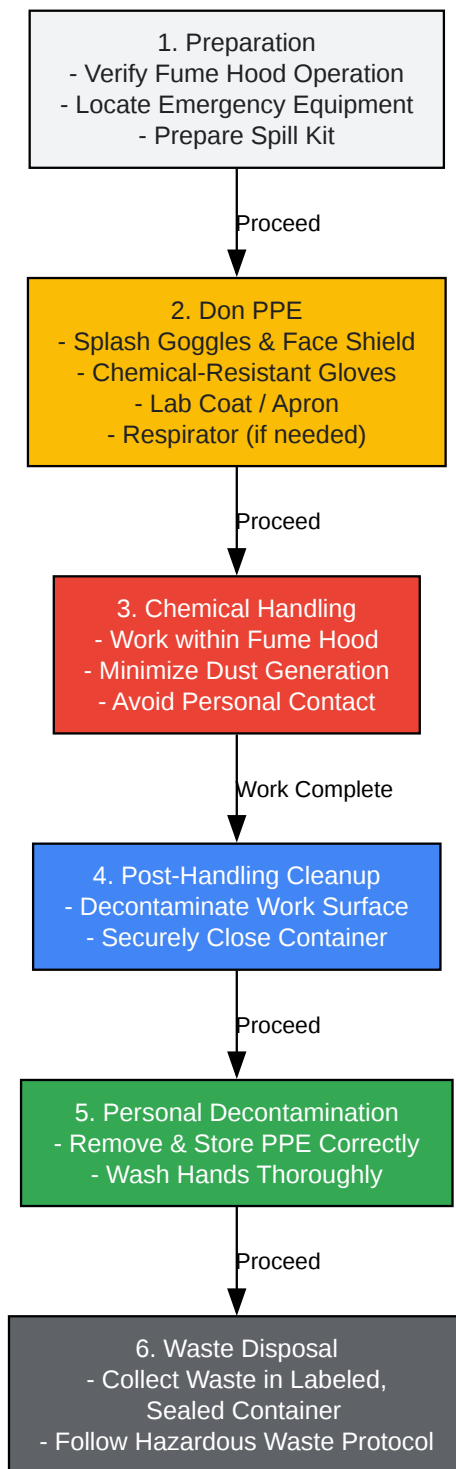 1. Preparation
- Verify Fume Hood Operation
- Locate Emergency Equipment
- Prepare Spill Kit
Proceed
2. Don PPE
- Splash Goggles & Face Shield
- Chemical-Resistant Gloves
- Lab Coat / Apron
- Respirator (if needed)
Proceed
3. Chemical Handling
- Work within Fume Hood
- Minimize Dust Generation
- Avoid Personal Contact
Work Complete
4. Post-Handling Cleanup
- Decontaminate Work Surface
- Securely Close Container
Proceed
5. Personal Decontamination
- Remove & Store PPE Correctly
- Wash Hands Thoroughly
Proceed
6. Waste Disposal
- Collect Waste in Labeled,
Sealed Container
- Follow Hazardous Waste Protocol